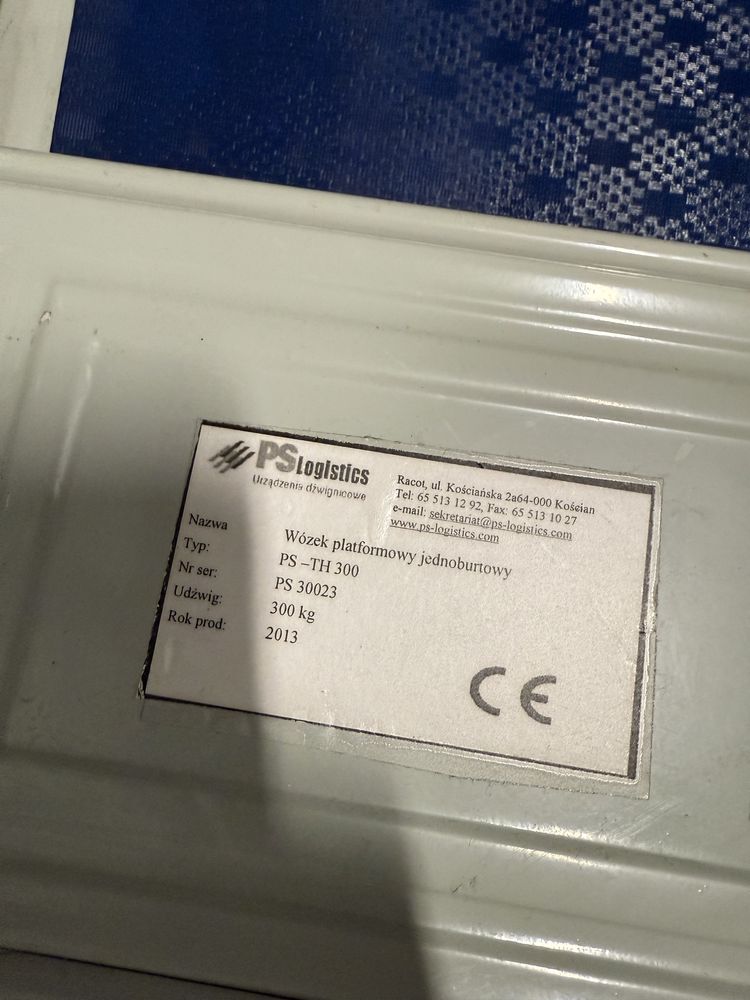 PS Logistics
Urządzenia dźwignicowe
Racot, ul. Kościańska 2a64-000 Kościan
Tel: 65 513 12 92, Fax: 65 513 10 27
e-mail: sekretariat@ps-logistics.com
www.ps-logistics.com
Nazwa Wózek platformowy jednoburtowy
Typ: PS –TH 300
Nr ser: PS 30023
Udźwig: 300 kg
Rok prod: 2013
CE